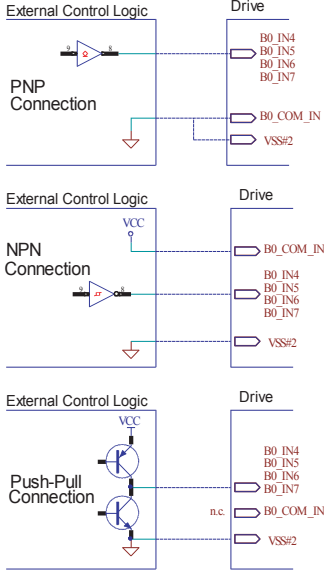 External Control Logic
Drive
9
8
B0_IN4
B0_IN5
B0_IN6
B0_IN7
PNP
Connection
B0_COM_IN
VSS#2
External Control Logic
Drive
VCC
NPN
Connection
B0_COM_IN
9
8
B0_IN4
B0_IN5
B0_IN6
B0_IN7
VSS#2
External Control Logic
Drive
VCC
B0_IN4
B0_IN5
B0_IN6
B0_IN7
Push-Pull
Connection
n.c.
B0_COM_IN
VSS#2